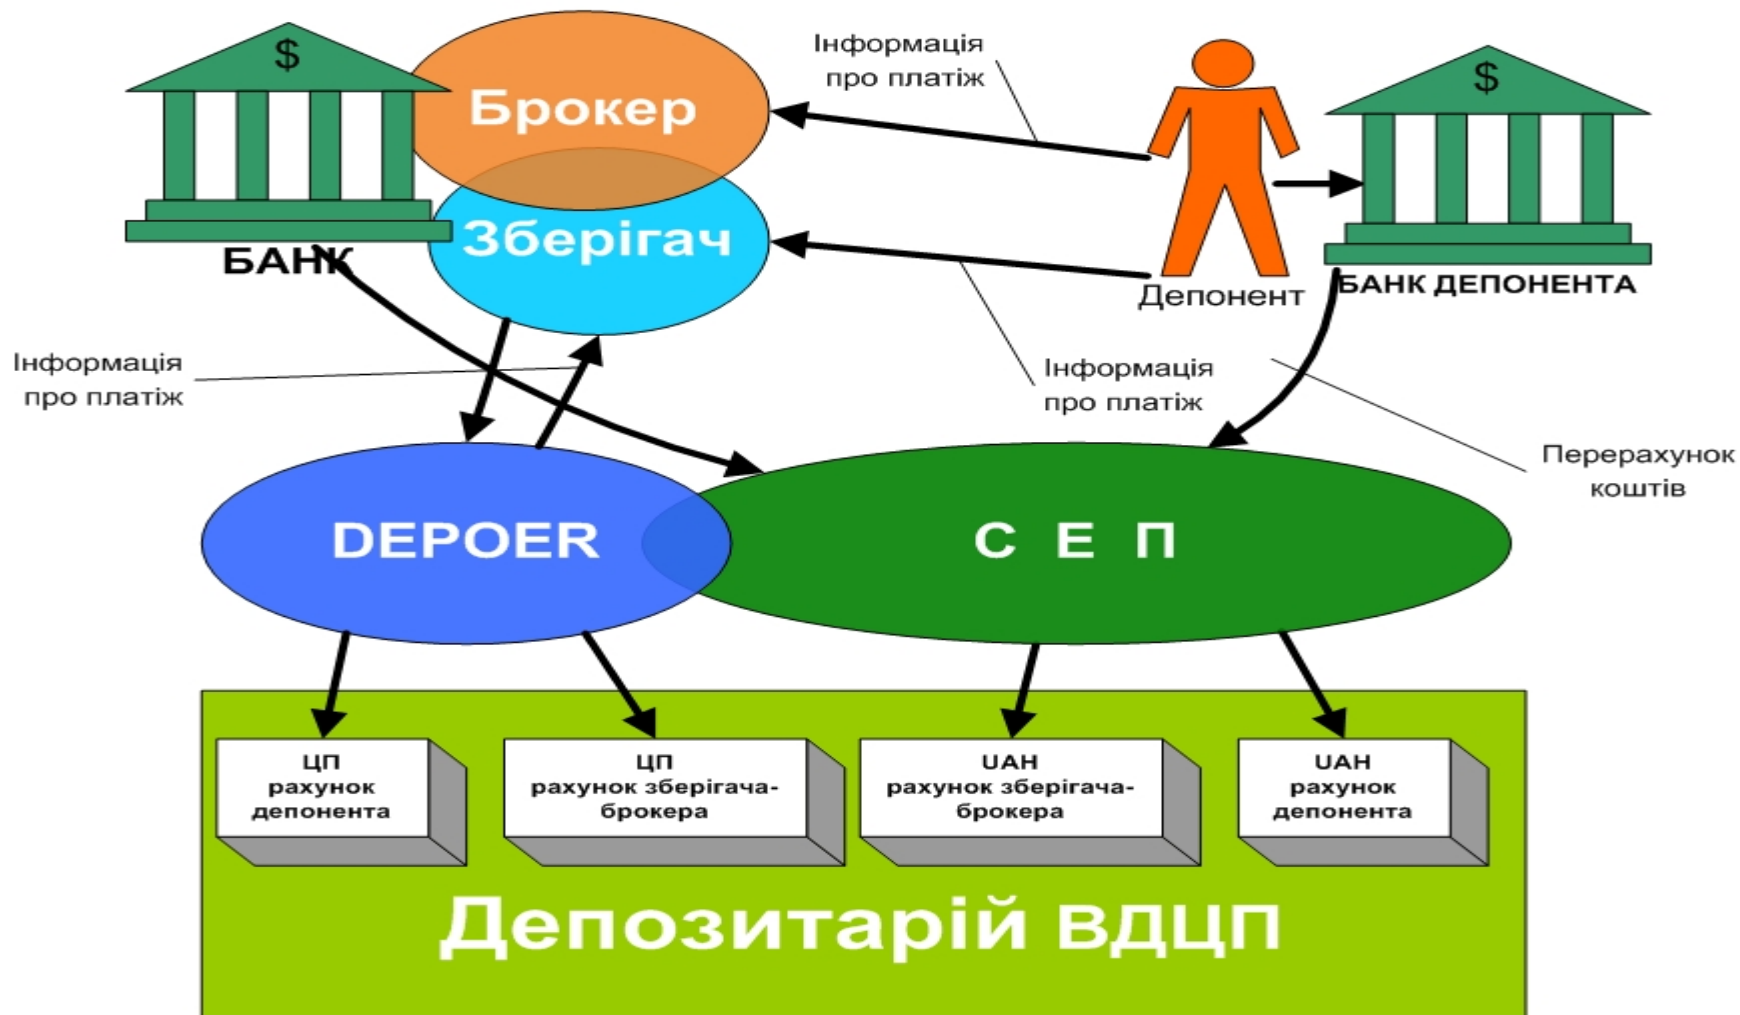 $
Брокер
Інформація
про платіж
$
Зберігач
БАНК
Депонент
БАНК ДЕПОНЕНТА
Інформація
про платіж
Інформація
про платіж
Перерахунок
коштів
DEPOER
С Е П
ЦП
рахунок
депонента
ЦП
рахунок зберігача-
брокера
UAH
рахунок зберігача-
брокера
UAH
рахунок
депонента
Депозитарій ВДЦП